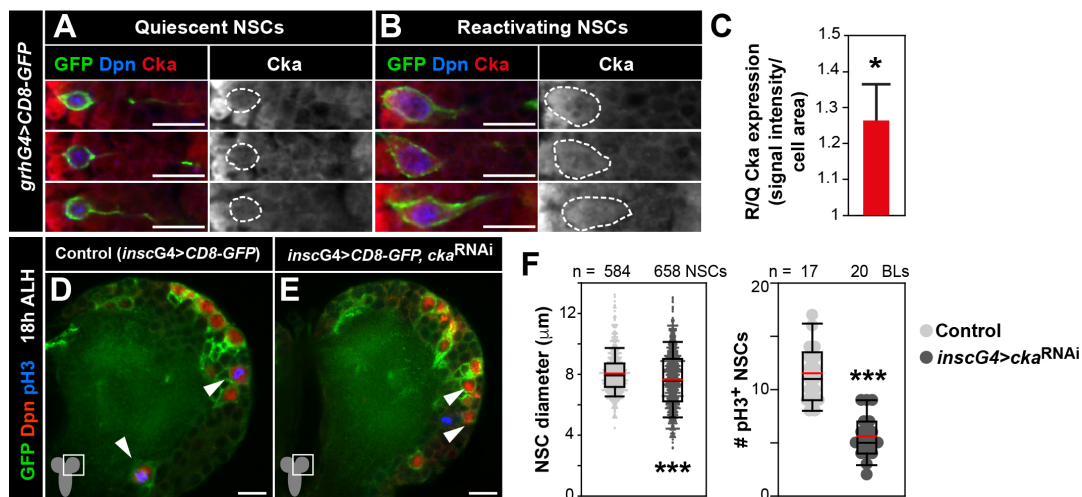 A
Quiescent NSCs
B
Reactivating NSCs
grhG4>CD8-GFP
GFP Dpn Cka
Cka
GFP Dpn Cka
Cka
C
R/Q Cka expression
(signal intensity/
cell area)
1.5
1.4
1.3
1.2
1.1
1
*
Control (inscG4>CD8-GFP)
inscG4>CD8-GFP, ckaRNAi
GFP Dpn pH3 18h ALH
D
E
F
n = 584 658 NSCs
NSC diameter (μm)
12
8
4
0
***
n = 17 20 BLs
# pH3+ NSCs
20
10
0
***
Control
inscG4>ckaRNAi